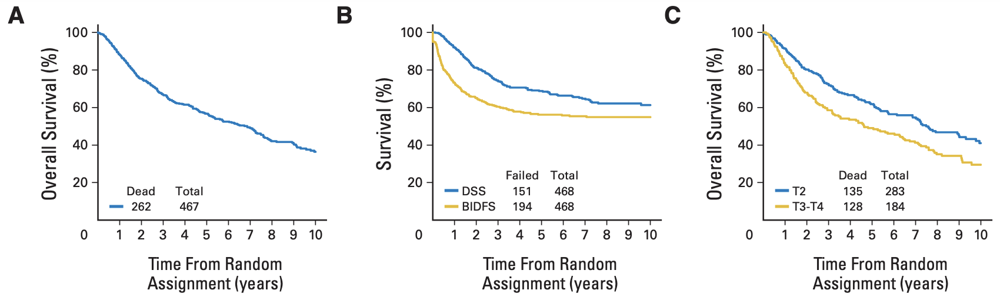 A
Overall Survival (%)
100
80
60
40
20
0
Dead Total
262 467
1 2 3 4 5 6 7 8 9 10
Time From Random
Assignment (years)
B
Survival (%)
100
80
60
40
20
0
Failed Total
DSS 151 468
BIDFS 194 468
1 2 3 4 5 6 7 8 9 10
Time From Random
Assignment (years)
C
Overall Survival (%)
100
80
60
40
20
0
Dead Total
T2 135 283
T3-T4 128 184
1 2 3 4 5 6 7 8 9 10
Time From Random
Assignment (years)